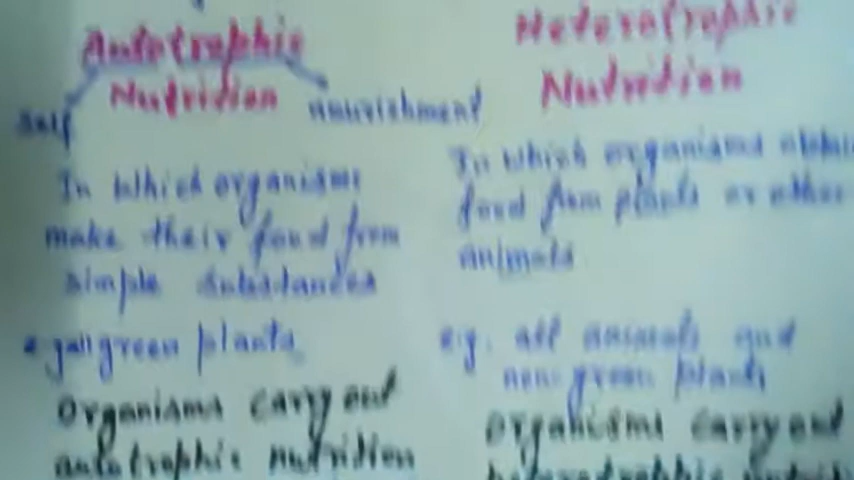 Autotrophic
Nutrition
self
nourishment
In which organisms
make their food from
simple substances
e.g. all green plants
Organisms carry out
autotrophic nutrition
Heterotrophic
Nutrition
In which organisms obtain
food from plants or other
animals
e.g. all animals and
non-green plants
Organisms carry out
heterotrophic